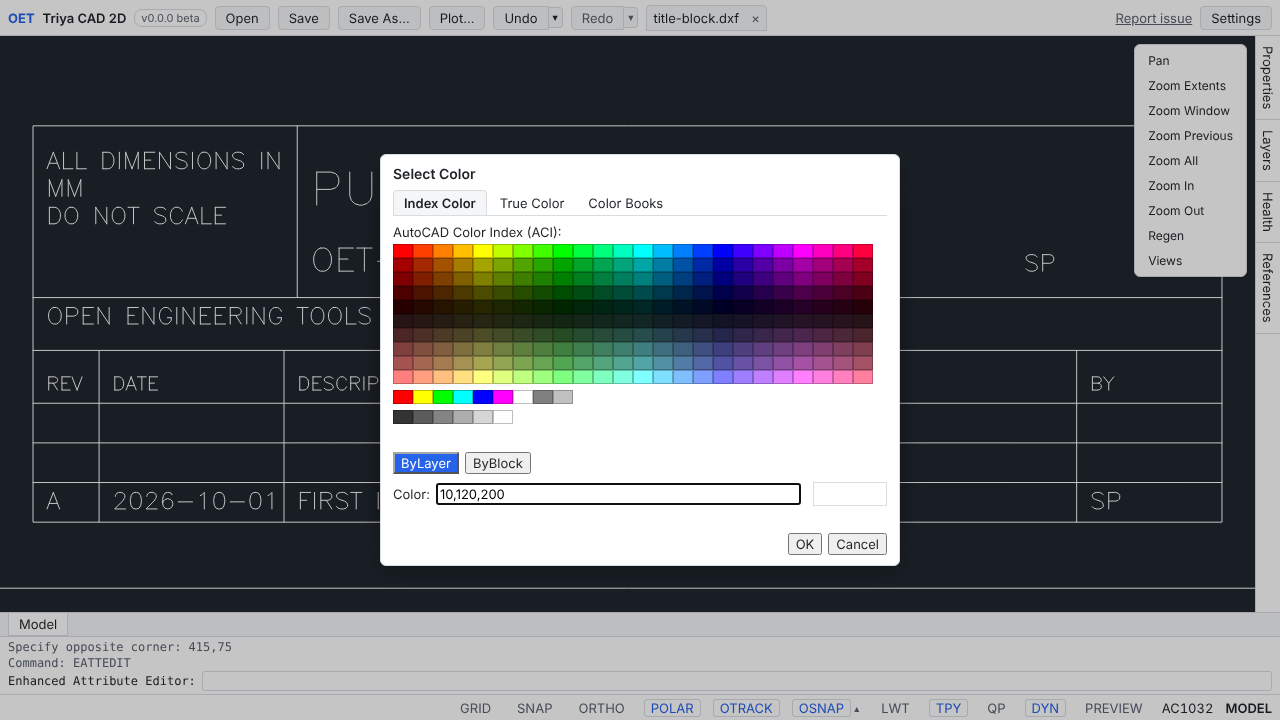 OET Triya CAD 2D v0.0.0 beta Open Save Save As... Plot... Undo ▾ Redo ▾ title-block.dxf × Report issue Settings
Pan
Zoom Extents
Zoom Window
Zoom Previous
Zoom All
Zoom In
Zoom Out
Regen
Views
Properties
Layers
Health
References
ALL DIMENSIONS IN
MM
DO NOT SCALE
PU
OET-
SP
OPEN ENGINEERING TOOLS
REV DATE DESCRIP BY
A 2026-10-01 FIRST SP
Select Color
Index Color True Color Color Books
AutoCAD Color Index (ACI):
ByLayer ByBlock
Color: 10,120,200
OK Cancel
Model
Specify opposite corner: 415,75
Command: EATTEDIT
Enhanced Attribute Editor:
GRID SNAP ORTHO POLAR OTRACK OSNAP ▴ LWT TPY QP DYN PREVIEW AC1032 MODEL